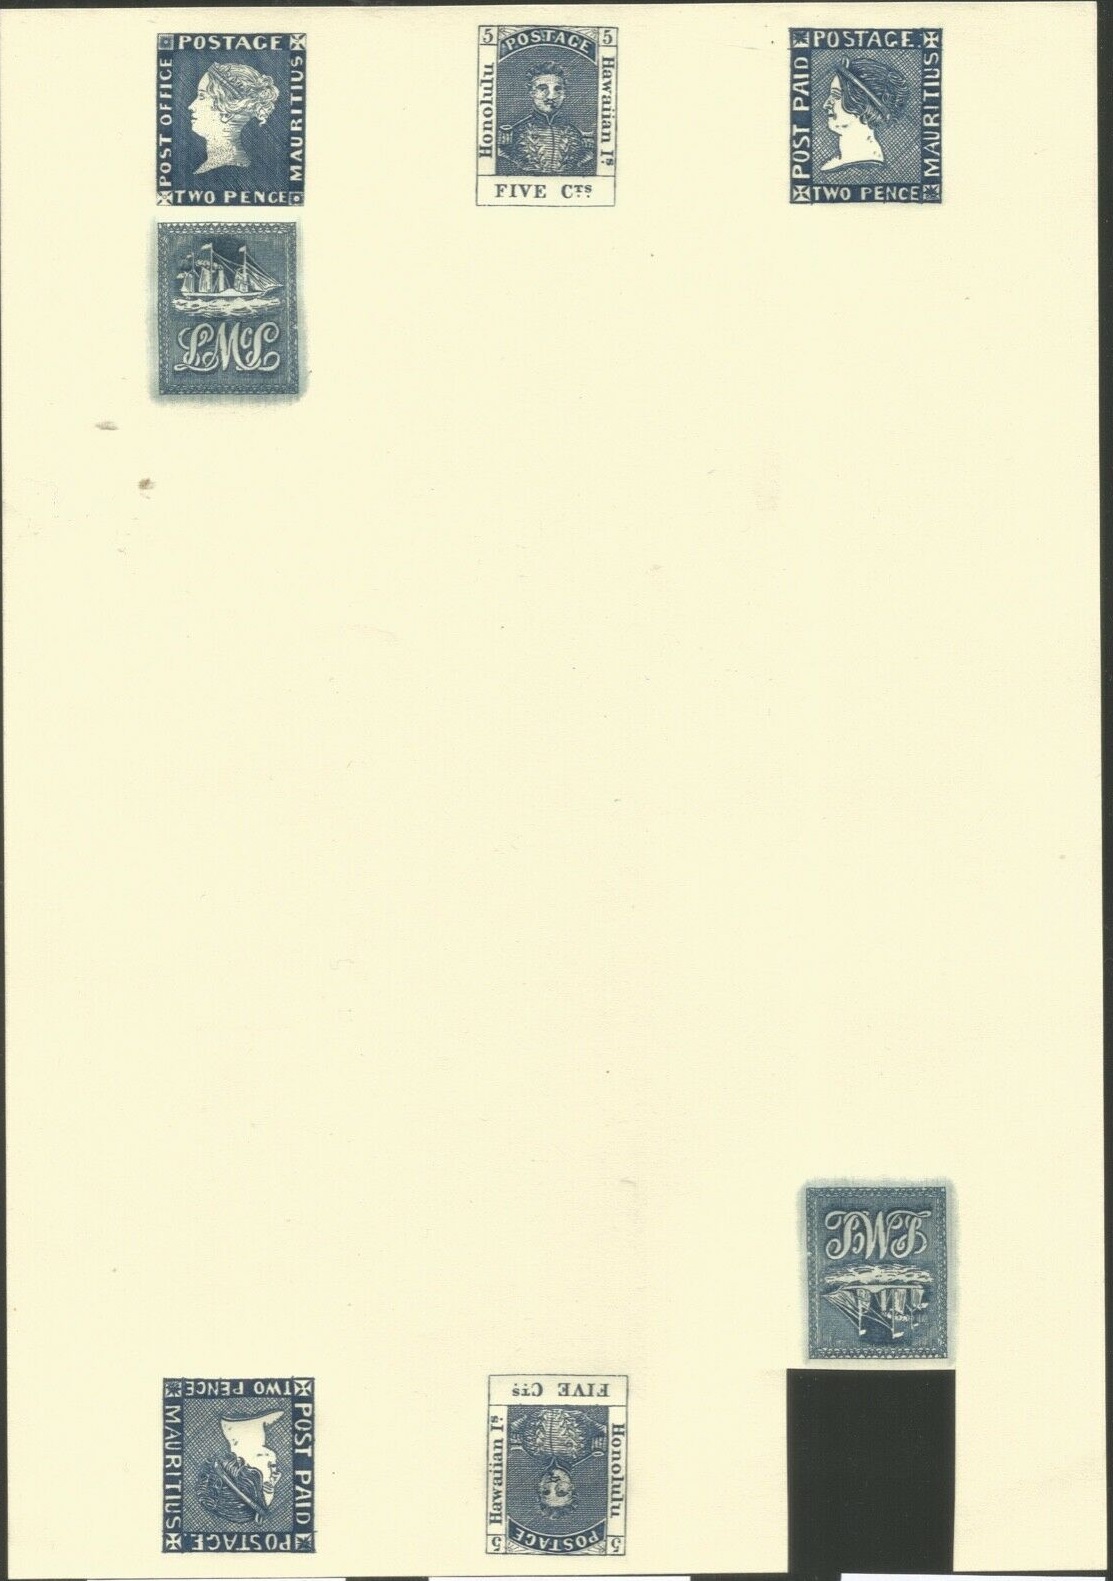 POSTAGE
POST OFFICE
MAURITIUS
TWO PENCE
5 POSTAGE 5
Honolulu
Hawaiian Is.
FIVE Cts.
POSTAGE.
POST PAID
MAURITIUS
TWO PENCE
LMcL
LMcL
FIVE Cts.
Honolulu
Hawaiian Is.
5 POSTAGE 5
TWO PENCE
POST PAID
MAURITIUS
POSTAGE.